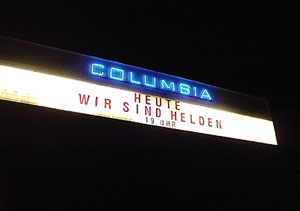 COLUMBIA
HEUTE
WIR SIND HELDEN
19 UHR